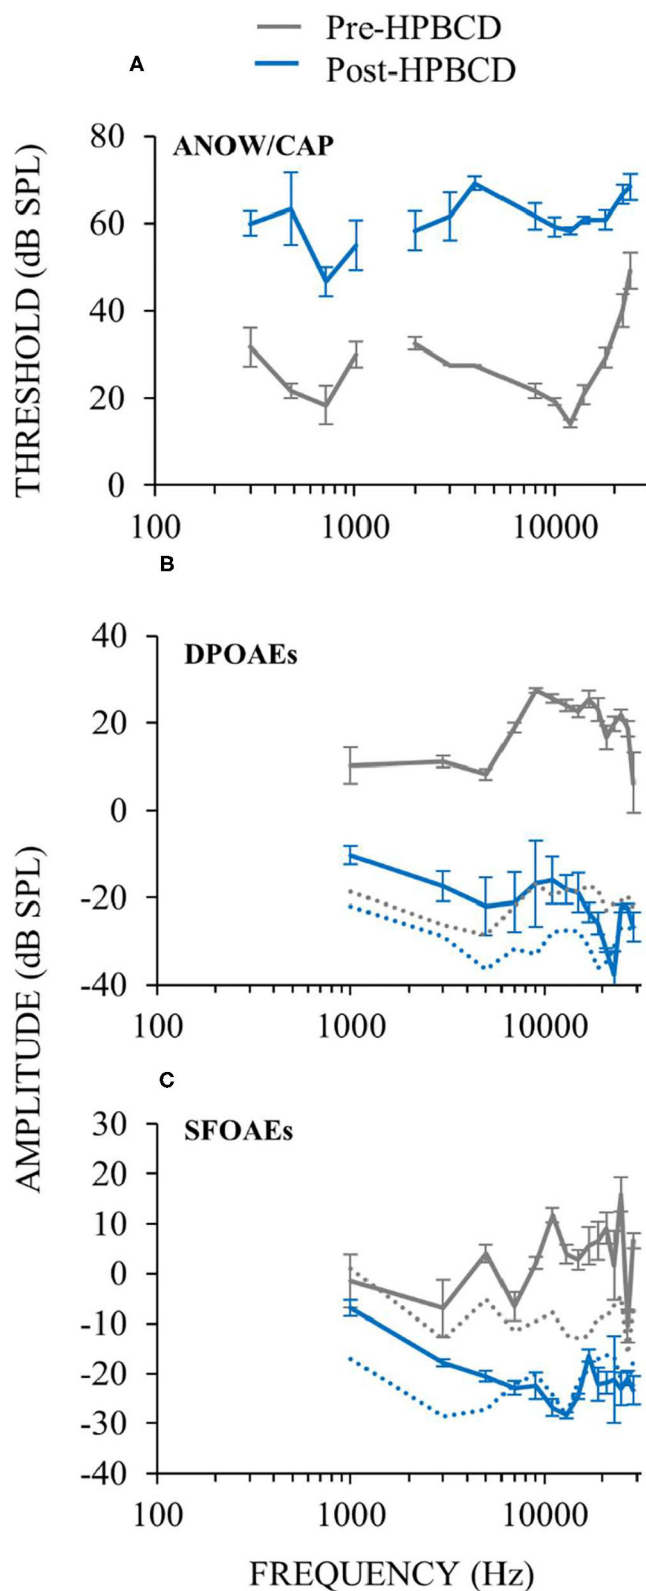 Pre-HPBCD
A
Post-HPBCD
80
ANOW/CAP
60
40
20
0
THRESHOLD (dB SPL)
100
1000
10000
B
40
DPOAEs
20
0
-20
-40
100
1000
10000
AMPLITUDE (dB SPL)
C
30
SFOAEs
20
10
0
-10
-20
-30
-40
100
1000
10000
FREQUENCY (Hz)